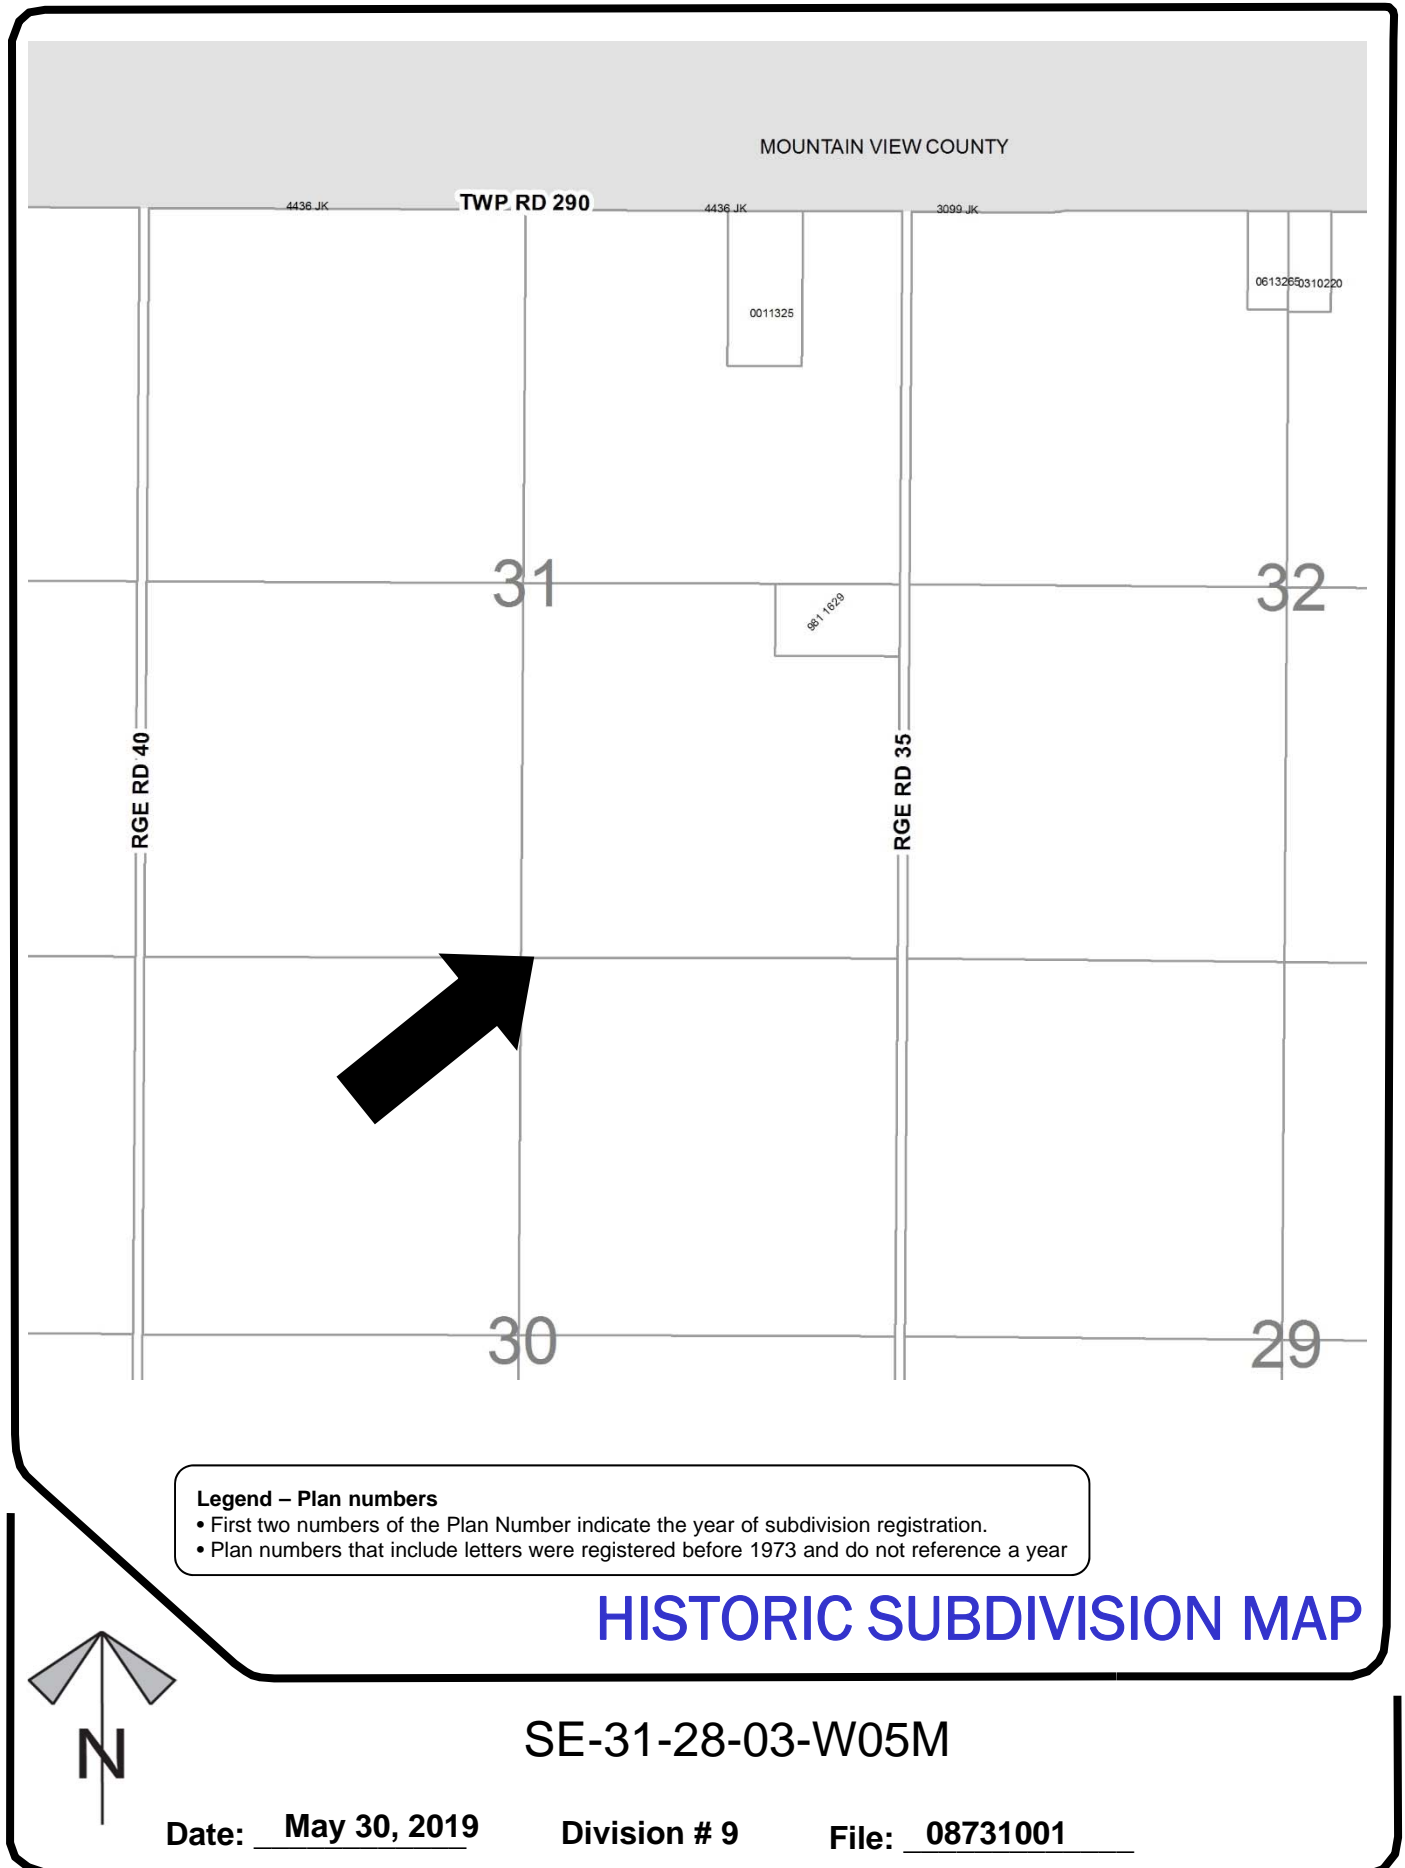 MOUNTAIN VIEW COUNTY
4436 JK
TWP RD 290
4436 JK
3099 JK
0613265
0310220
0011325
31
32
981 1629
RGE RD 40
RGE RD 35
30
29
Legend – Plan numbers
• First two numbers of the Plan Number indicate the year of subdivision registration.
• Plan numbers that include letters were registered before 1973 and do not reference a year
HISTORIC SUBDIVISION MAP
N
SE-31-28-03-W05M
Date: May 30, 2019 Division # 9 File: 08731001